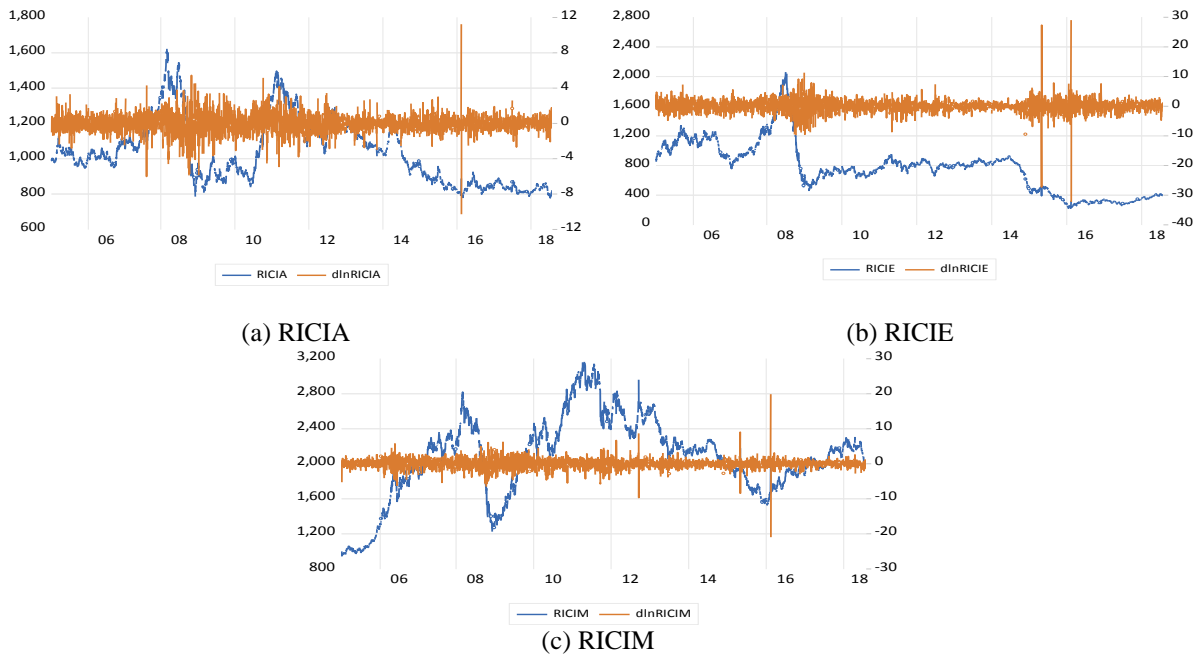 1,800 12
1,600 8
1,400 4
1,200 0
1,000 -4
800 -8
600 -12
06 08 10 12 14 16 18
RICIA dlnRICIA
(a) RICIA
2,800 30
2,400 20
2,000 10
1,600 0
1,200 -10
800 -20
400 -30
0 -40
06 08 10 12 14 16 18
RICIE dlnRICIE
(b) RICIE
3,200 30
2,800 20
2,400 10
2,000 0
1,600 -10
1,200 -20
800 -30
06 08 10 12 14 16 18
RICIM dlnRICIM
(c) RICIM